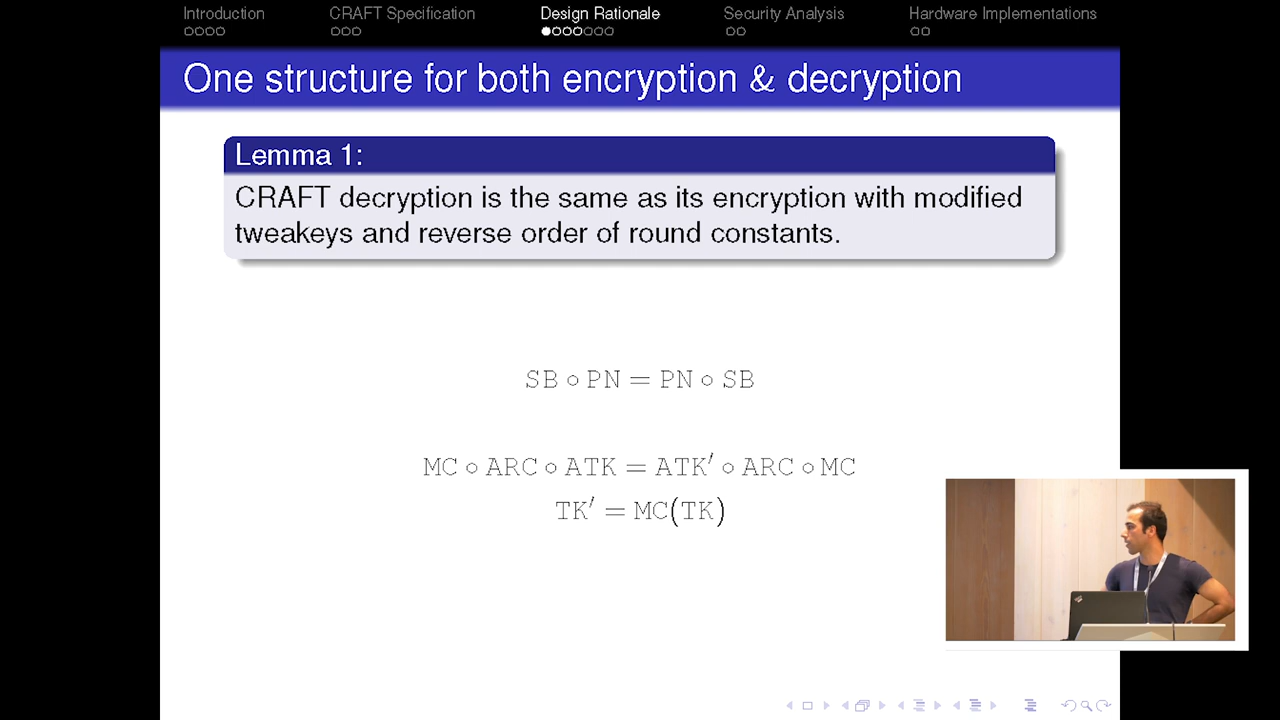 Introduction
CRAFT Specification
Design Rationale
Security Analysis
Hardware Implementations
One structure for both encryption & decryption
Lemma 1:
CRAFT decryption is the same as its encryption with modified
tweakeys and reverse order of round constants.
SB ∘ PN = PN ∘ SB
MC ∘ ARC ∘ ATK = ATK′ ∘ ARC ∘ MC
TK′ = MC(TK)